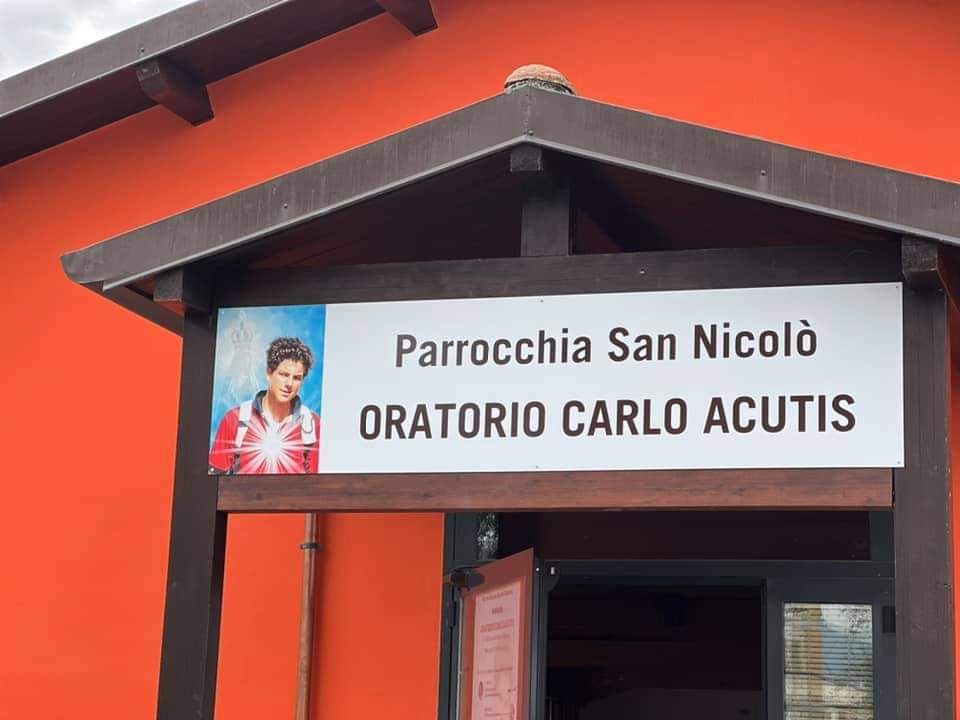 Parrocchia San Nicolò
ORATORIO CARLO ACUTIS